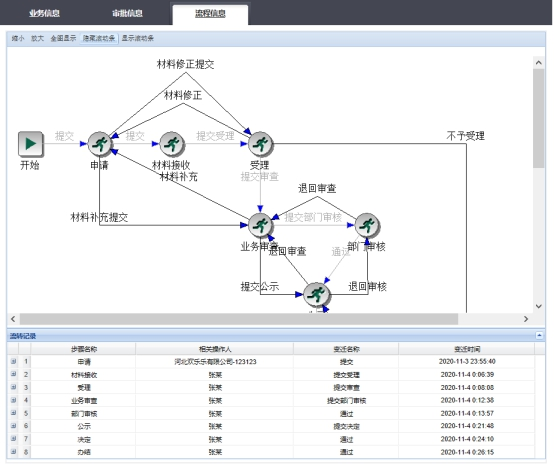 业务信息 审批信息 流程信息
缩小 放大 全图显示 隐藏滚动条 显示滚动条
材料修正提交
材料修正
提交 提交 提交受理 不予受理
开始 申请 材料接收 受理
材料补充 提交审查
退回审查
材料补充提交 提交部门审核
业务审查 退回审查 通过 部门审核
提交公示 退回审核
流转记录
步骤名称 相关操作人 变迁名称 变迁时间
1 申请 河北欢乐乐有限公司-123123 提交 2020-11-3 23:55:40
2 材料接收 张某 提交受理 2020-11-4 0:06:39
3 受理 张某 提交审查 2020-11-4 0:08:08
4 业务审查 张某 提交部门审核 2020-11-4 0:12:38
5 部门审核 张某 通过 2020-11-4 0:13:57
6 公示 张某 提交决定 2020-11-4 0:21:48
7 决定 张某 通过 2020-11-4 0:24:10
8 办结 张某 通过 2020-11-4 0:26:15